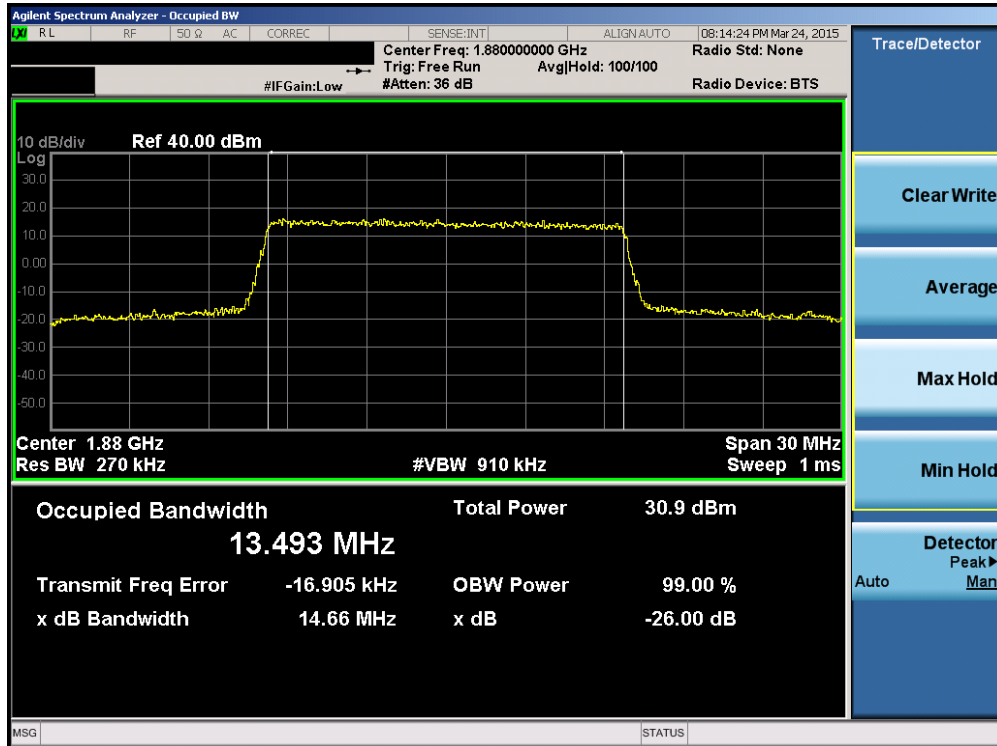 Agilent Spectrum Analyzer - Occupied BW
LXI RL RF 50 Ω AC CORREC SENSE:INT ALIGN AUTO 08:14:24 PM Mar 24, 2015
Center Freq: 1.880000000 GHz Radio Std: None
Trig: Free Run Avg|Hold: 100/100
#IFGain:Low #Atten: 36 dB Radio Device: BTS
10 dB/div Ref 40.00 dBm
Log
30.0
20.0
10.0
0.00
-10.0
-20.0
-30.0
-40.0
-50.0
Center 1.88 GHz Span 30 MHz
Res BW 270 kHz #VBW 910 kHz Sweep 1 ms
Occupied Bandwidth Total Power 30.9 dBm
13.493 MHz
Transmit Freq Error -16.905 kHz OBW Power 99.00 %
x dB Bandwidth 14.66 MHz x dB -26.00 dB
Trace/Detector
Clear Write
Average
Max Hold
Min Hold
Detector
Peak▶
Auto Man
MSG STATUS